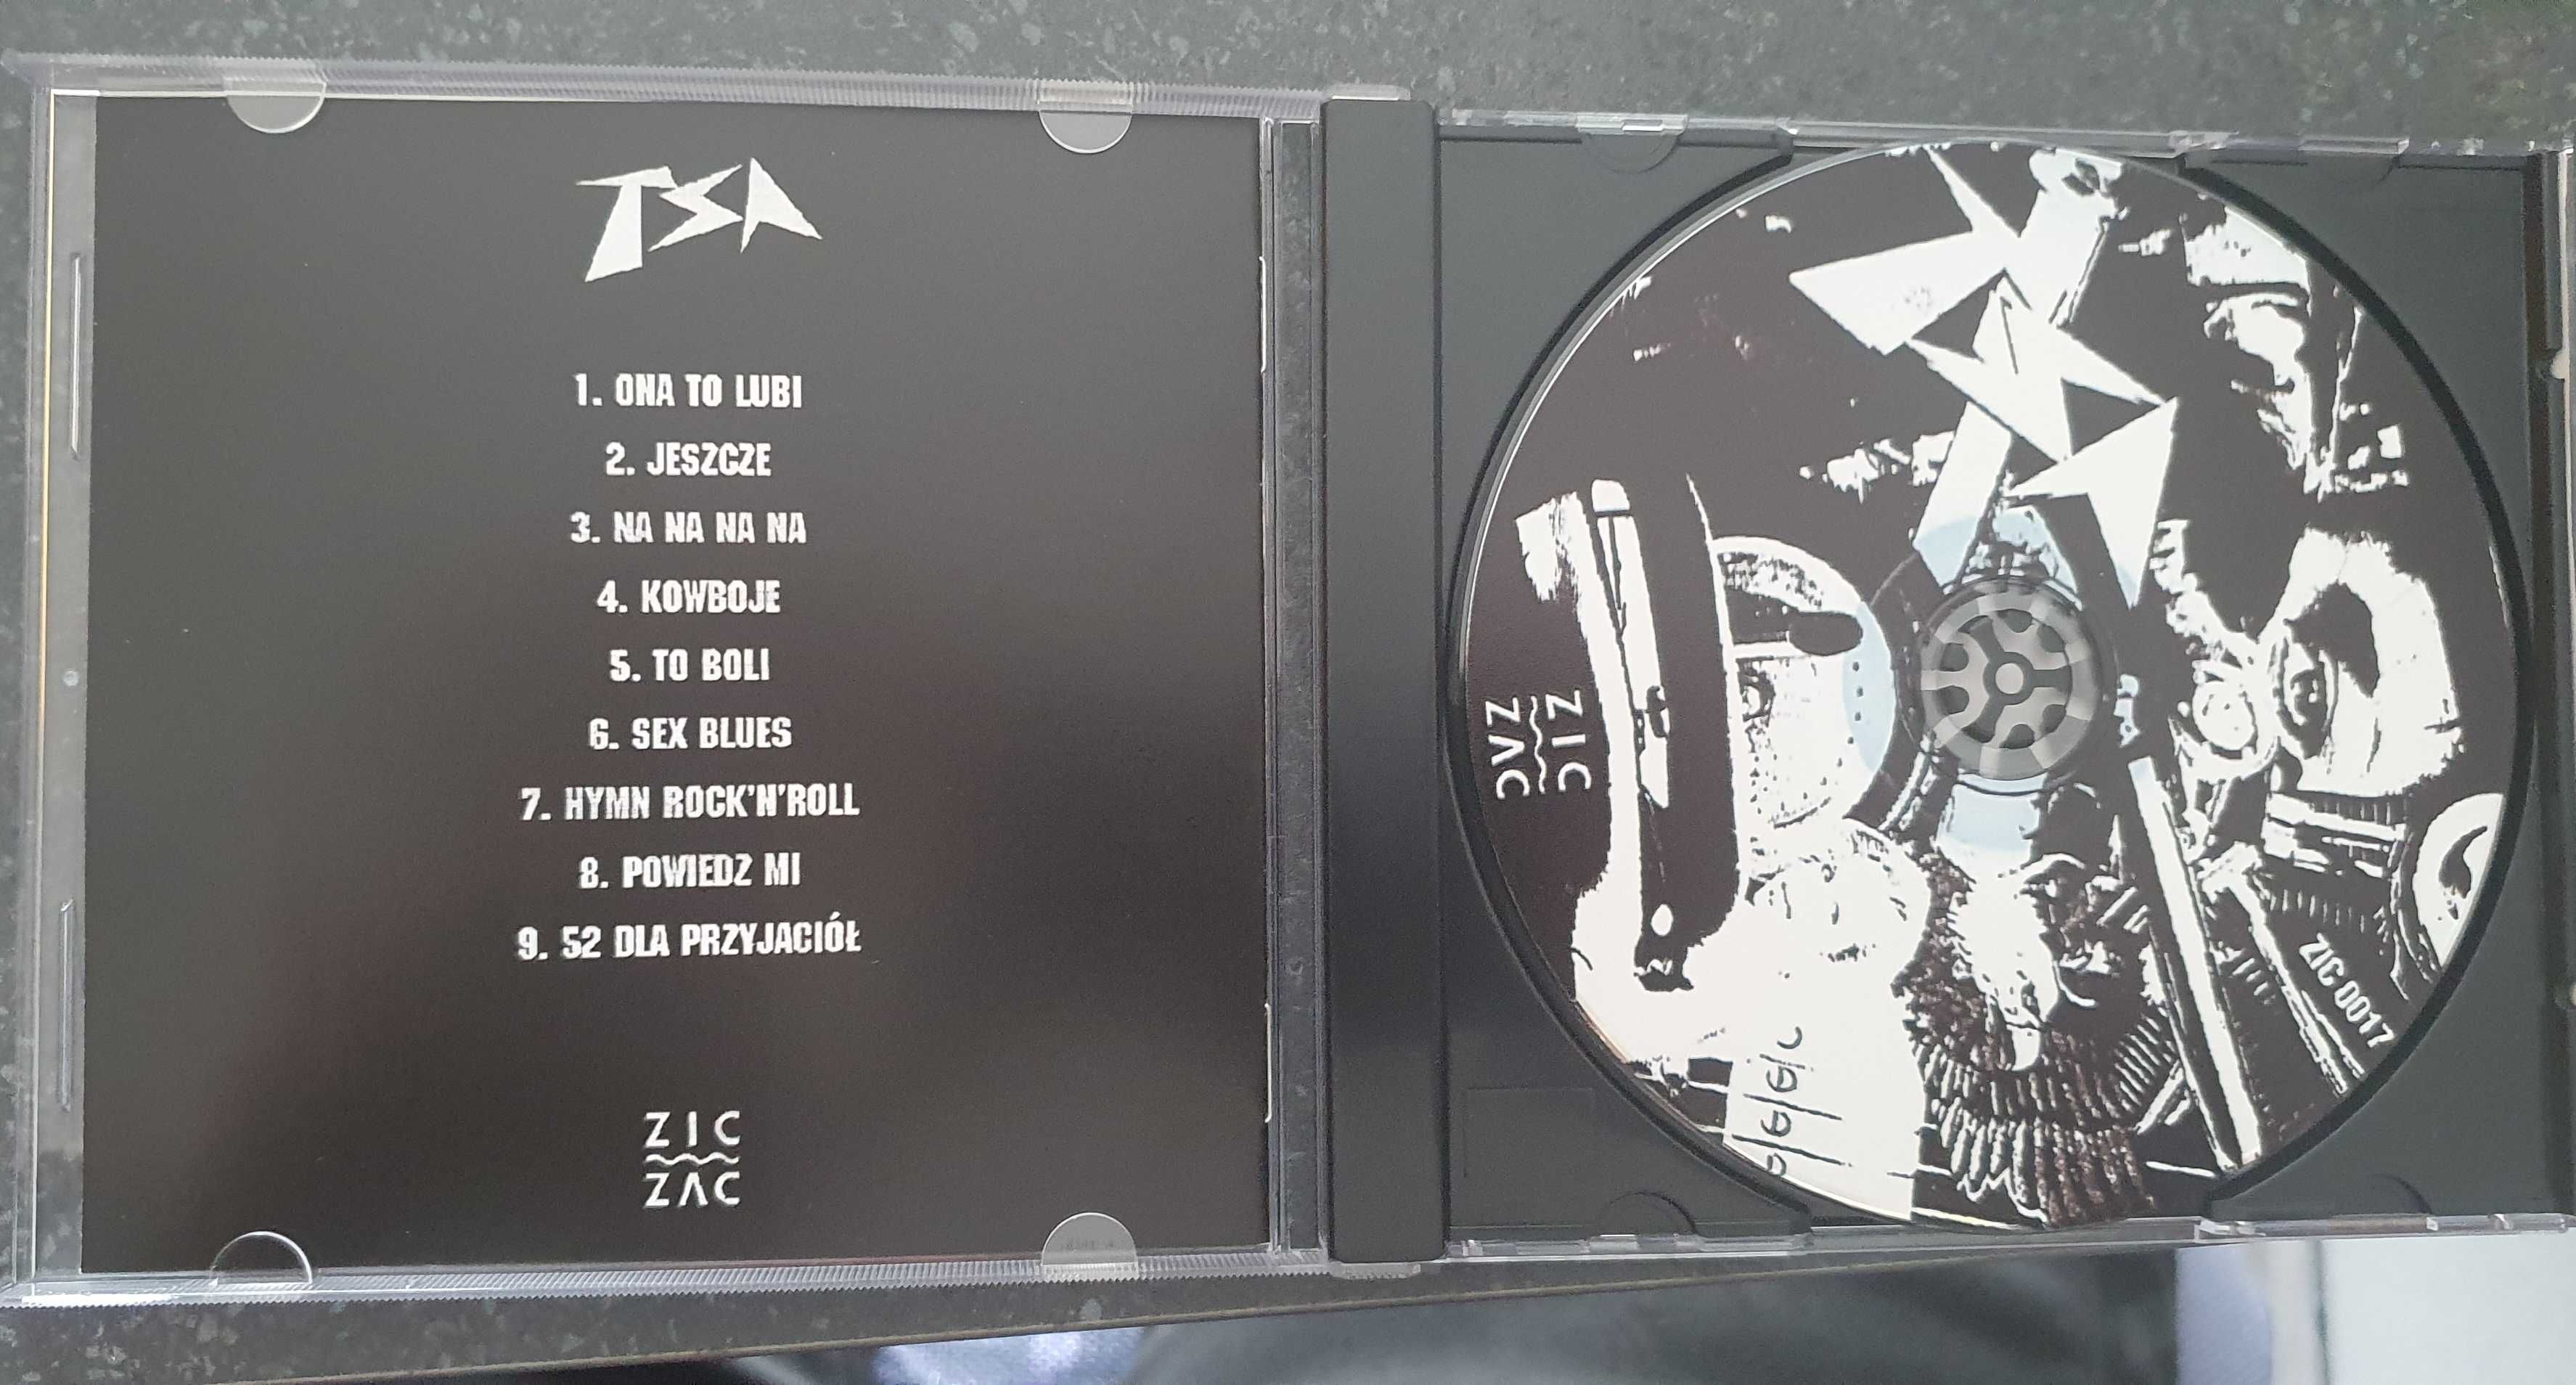 TSA
1. ONA TO LUBI
2. JESZCZE
3. NA NA NA NA
4. KOWBOJE
5. TO BOLI
6. SEX BLUES
7. HYMN ROCK'N'ROLL
8. POWIEDZ MI
9. 52 DLA PRZYJACIÓŁ
ZIC
ZAC
TSA
ZIC
ZAC
ZIC 0017